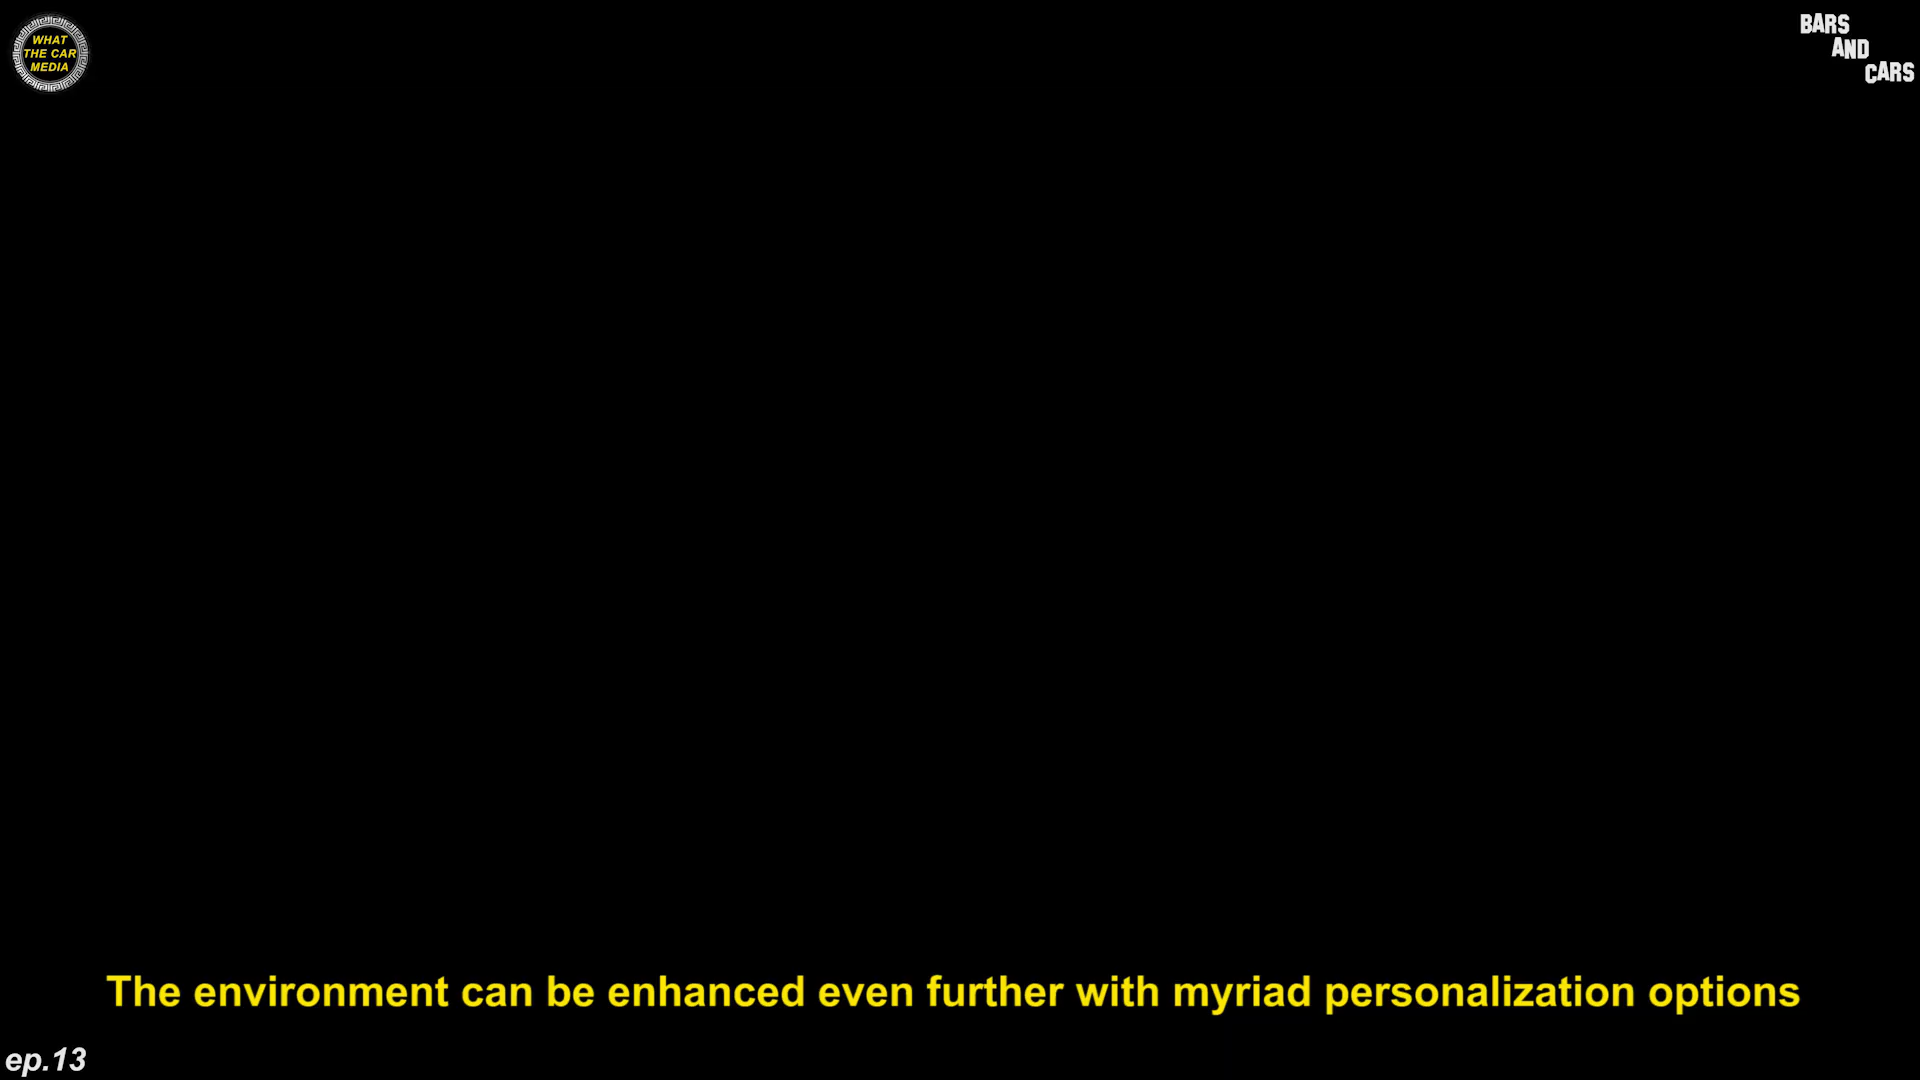 WHAT
THE CAR
MEDIA
BARS
AND
CARS
The environment can be enhanced even further with myriad personalization options
ep.13